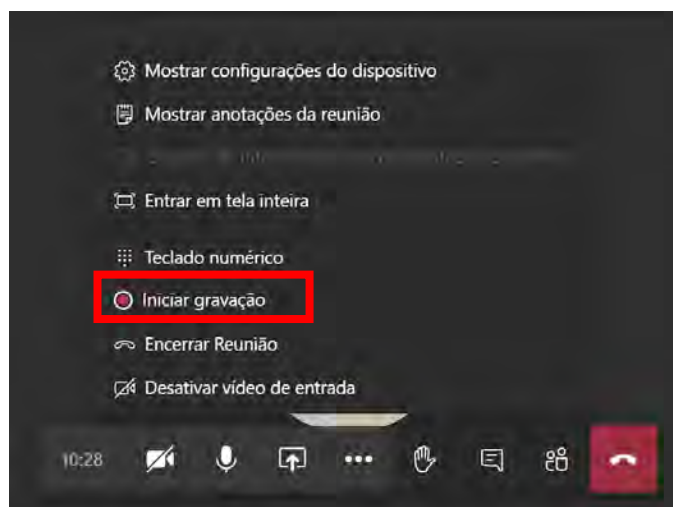 Mostrar configurações do dispositivo
Mostrar anotações da reunião
Entrar em tela inteira
Teclado numérico
Iniciar gravação
Encerrar Reunião
Desativar vídeo de entrada
10:28